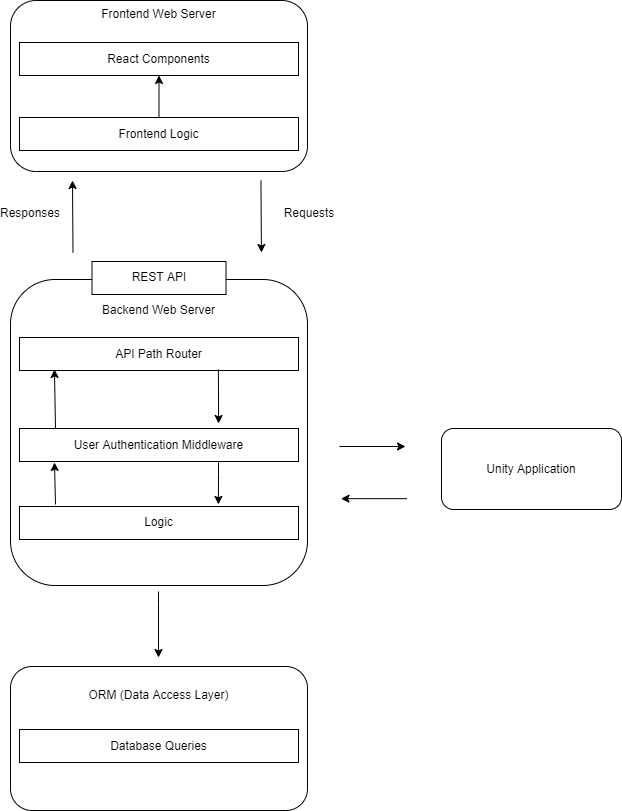 Frontend Web Server
React Components
Frontend Logic
Responses
Requests
REST API
Backend Web Server
API Path Router
User Authentication Middleware
Unity Application
Logic
ORM (Data Access Layer)
Database Queries